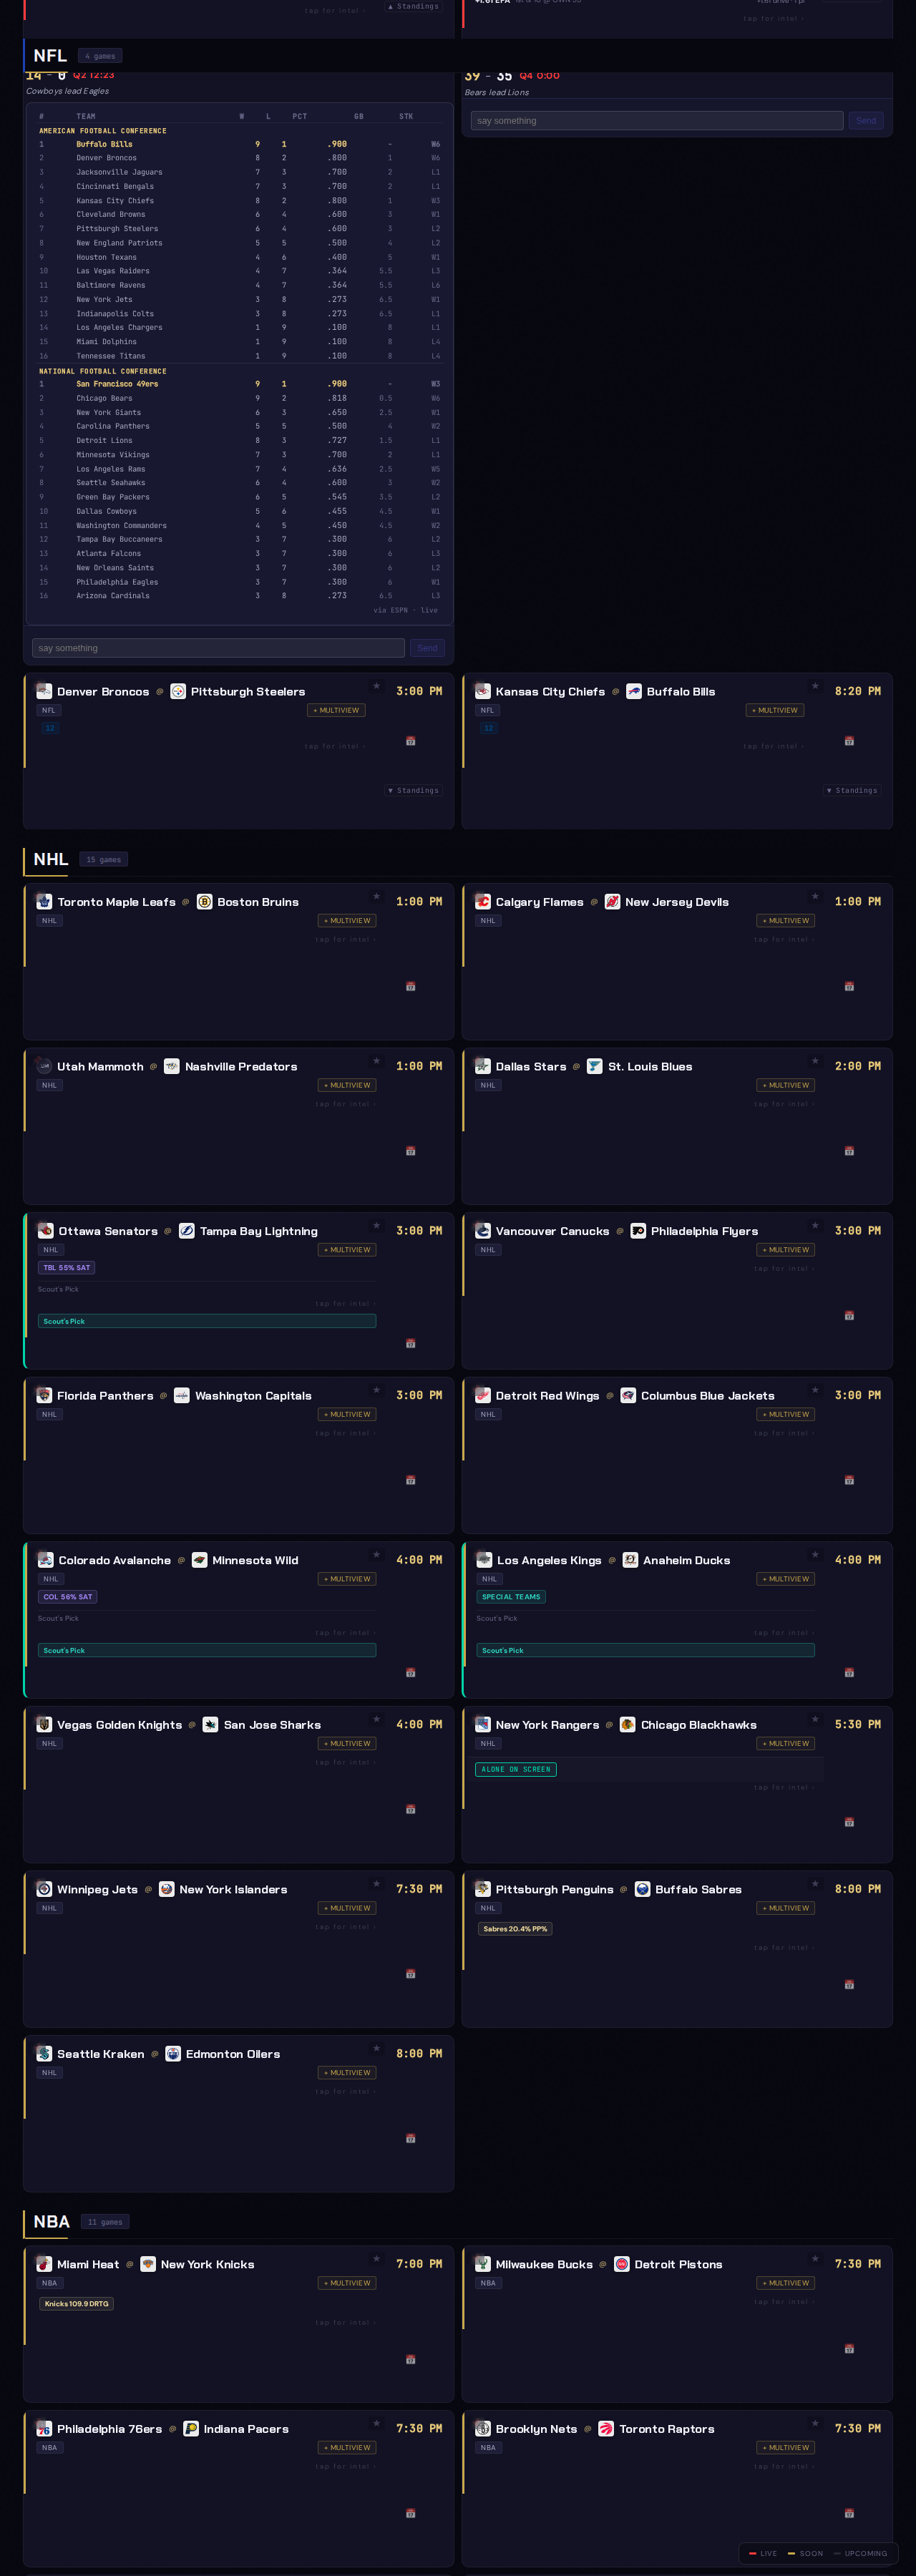 tap for intel ›
▲ Standings
tap for intel ›
NFL 4 games
14 - 0 Q2 12:23
Cowboys lead Eagles
39 - 35 Q4 0:00
Bears lead Lions
say something Send
# TEAM W L PCT GB STK
AMERICAN FOOTBALL CONFERENCE
1 Buffalo Bills 9 1 .900 - W6
2 Denver Broncos 8 2 .800 1 W6
3 Jacksonville Jaguars 7 3 .700 2 L1
4 Cincinnati Bengals 7 3 .700 2 L1
5 Kansas City Chiefs 8 2 .800 1 W3
6 Cleveland Browns 6 4 .600 3 W1
7 Pittsburgh Steelers 6 4 .600 3 L2
8 New England Patriots 5 5 .500 4 L2
9 Houston Texans 4 6 .400 5 W1
10 Las Vegas Raiders 4 7 .364 5.5 L3
11 Baltimore Ravens 4 7 .364 5.5 L6
12 New York Jets 3 8 .273 6.5 W1
13 Indianapolis Colts 3 8 .273 6.5 L1
14 Los Angeles Chargers 1 9 .100 8 L1
15 Miami Dolphins 1 9 .100 8 L4
16 Tennessee Titans 1 9 .100 8 L4
NATIONAL FOOTBALL CONFERENCE
1 San Francisco 49ers 9 1 .900 - W3
2 Chicago Bears 9 2 .818 0.5 W6
3 New York Giants 6 3 .650 2.5 W1
4 Carolina Panthers 5 5 .500 4 W2
5 Detroit Lions 8 3 .727 1.5 L1
6 Minnesota Vikings 7 3 .700 2 L1
7 Los Angeles Rams 7 4 .636 2.5 W5
8 Seattle Seahawks 6 4 .600 3 W2
9 Green Bay Packers 6 5 .545 3.5 L2
10 Dallas Cowboys 5 6 .455 4.5 W1
11 Washington Commanders 4 5 .450 4.5 W2
12 Tampa Bay Buccaneers 3 7 .300 6 L2
13 Atlanta Falcons 3 7 .300 6 L3
14 New Orleans Saints 3 7 .300 6 L2
15 Philadelphia Eagles 3 7 .300 6 W1
16 Arizona Cardinals 3 8 .273 6.5 L3
via ESPN · live
say something Send
Denver Broncos @ Pittsburgh Steelers ★ 3:00 PM
NFL + MULTIVIEW
12
tap for intel ›
▼ Standings
Kansas City Chiefs @ Buffalo Bills ★ 8:20 PM
NFL + MULTIVIEW
12
tap for intel ›
▼ Standings
NHL 15 games
Toronto Maple Leafs @ Boston Bruins ★ 1:00 PM
NHL + MULTIVIEW
tap for intel ›
Calgary Flames @ New Jersey Devils ★ 1:00 PM
NHL + MULTIVIEW
tap for intel ›
Utah Mammoth @ Nashville Predators ★ 1:00 PM
NHL + MULTIVIEW
tap for intel ›
Dallas Stars @ St. Louis Blues ★ 2:00 PM
NHL + MULTIVIEW
tap for intel ›
Ottawa Senators @ Tampa Bay Lightning ★ 3:00 PM
NHL + MULTIVIEW
TBL 55% SAT
Scout's Pick
tap for intel ›
Scout's Pick
Vancouver Canucks @ Philadelphia Flyers ★ 3:00 PM
NHL + MULTIVIEW
tap for intel ›
Florida Panthers @ Washington Capitals ★ 3:00 PM
NHL + MULTIVIEW
tap for intel ›
Detroit Red Wings @ Columbus Blue Jackets ★ 3:00 PM
NHL + MULTIVIEW
tap for intel ›
Colorado Avalanche @ Minnesota Wild ★ 4:00 PM
NHL + MULTIVIEW
COL 56% SAT
Scout's Pick
tap for intel ›
Scout's Pick
Los Angeles Kings @ Anaheim Ducks ★ 4:00 PM
NHL + MULTIVIEW
SPECIAL TEAMS
Scout's Pick
tap for intel ›
Scout's Pick
Vegas Golden Knights @ San Jose Sharks ★ 4:00 PM
NHL + MULTIVIEW
tap for intel ›
New York Rangers @ Chicago Blackhawks ★ 5:30 PM
NHL + MULTIVIEW
ALONE ON SCREEN
tap for intel ›
Winnipeg Jets @ New York Islanders ★ 7:30 PM
NHL + MULTIVIEW
tap for intel ›
Pittsburgh Penguins @ Buffalo Sabres ★ 8:00 PM
NHL + MULTIVIEW
Sabres 20.4% PP%
tap for intel ›
Seattle Kraken @ Edmonton Oilers ★ 8:00 PM
NHL + MULTIVIEW
tap for intel ›
NBA 11 games
Miami Heat @ New York Knicks ★ 7:00 PM
NBA + MULTIVIEW
Knicks 109.9 DRTG
tap for intel ›
Milwaukee Bucks @ Detroit Pistons ★ 7:30 PM
NBA + MULTIVIEW
tap for intel ›
Philadelphia 76ers @ Indiana Pacers ★ 7:30 PM
NBA + MULTIVIEW
tap for intel ›
Brooklyn Nets @ Toronto Raptors ★ 7:30 PM
NBA + MULTIVIEW
tap for intel ›
LIVE SOON UPCOMING